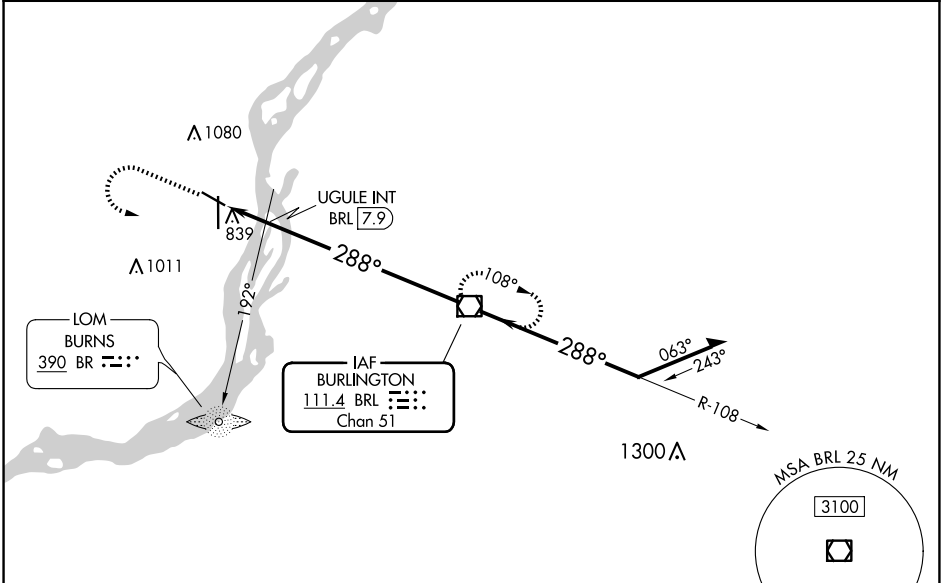 1080
UGULE INT
BRL 7.9
839
288°
108°
1011
192°
LOM
BURNS
390 BR
IAF
BURLINGTON
111.4 BRL
Chan 51
288°
063°
243°
R-108
1300
MSA BRL 25 NM
3100